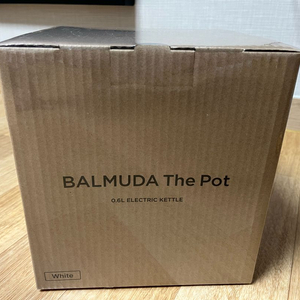 BALMUDA The Pot
0.6L ELECTRIC KETTLE
White